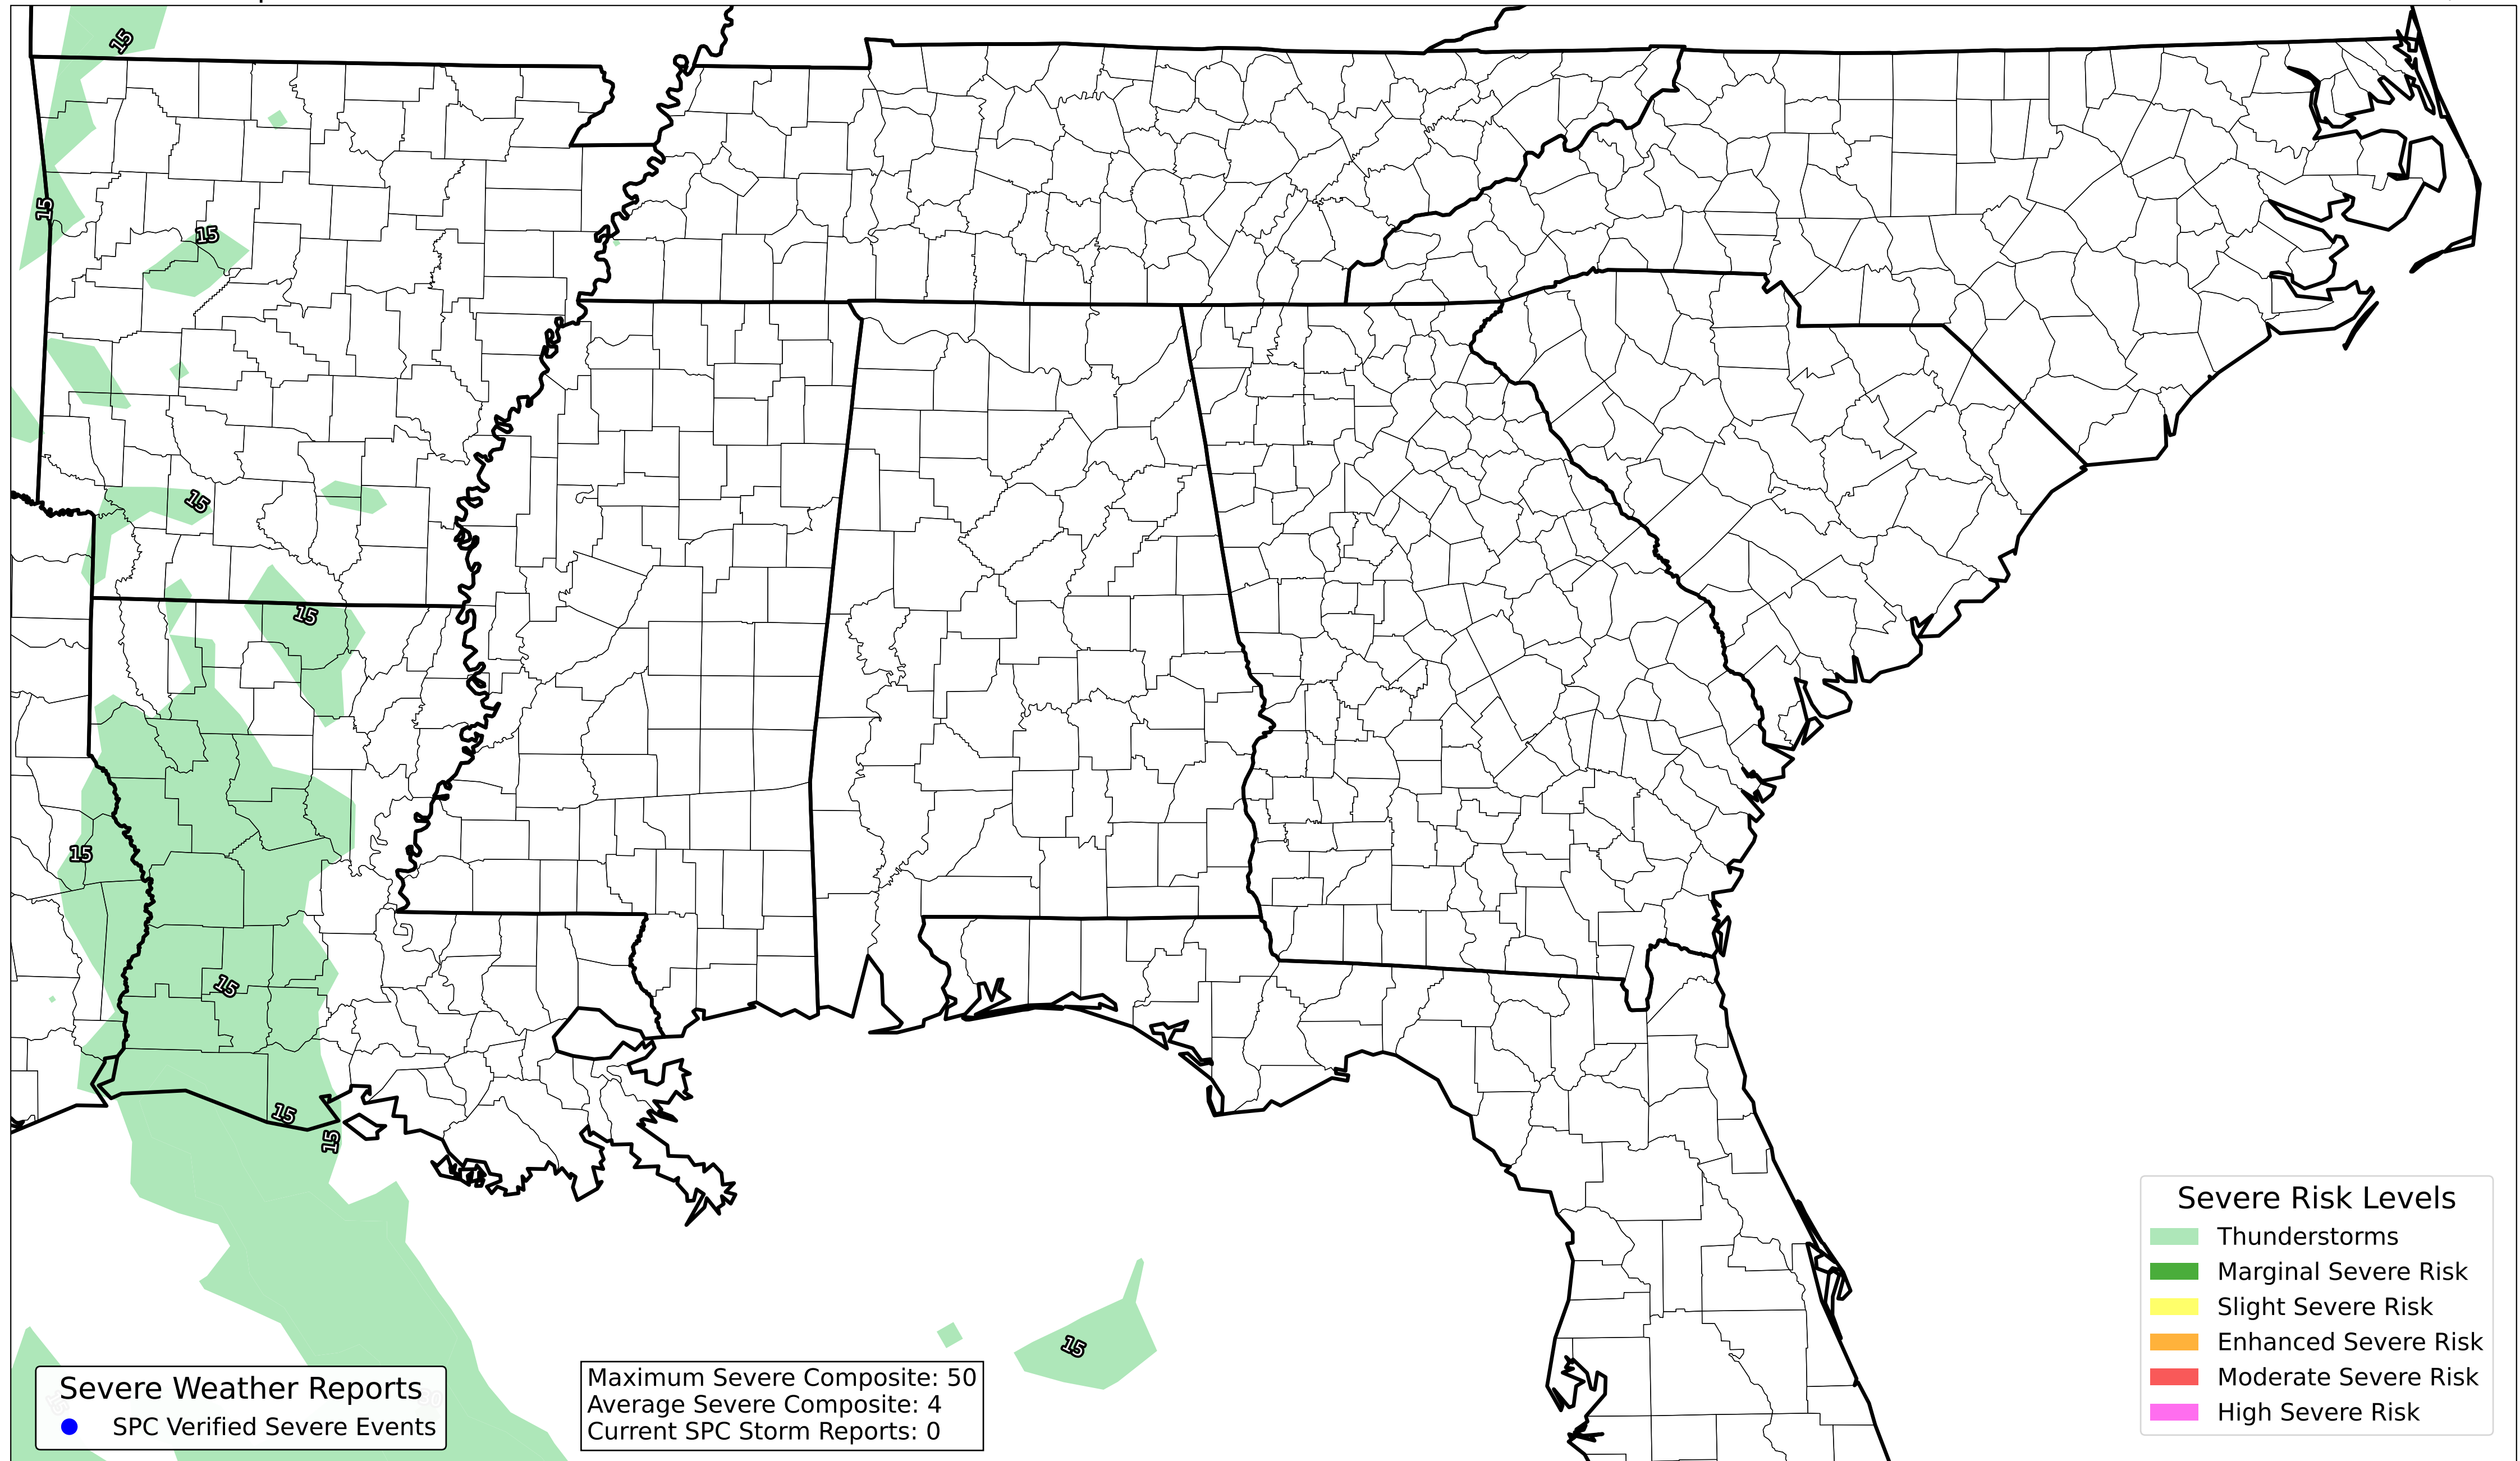 15
15
15
15
15
15
15
15
15
15
Severe Weather Reports
SPC Verified Severe Events
Maximum Severe Composite: 50
Average Severe Composite: 4
Current SPC Storm Reports: 0
Severe Risk Levels
Thunderstorms
Marginal Severe Risk
Slight Severe Risk
Enhanced Severe Risk
Moderate Severe Risk
High Severe Risk